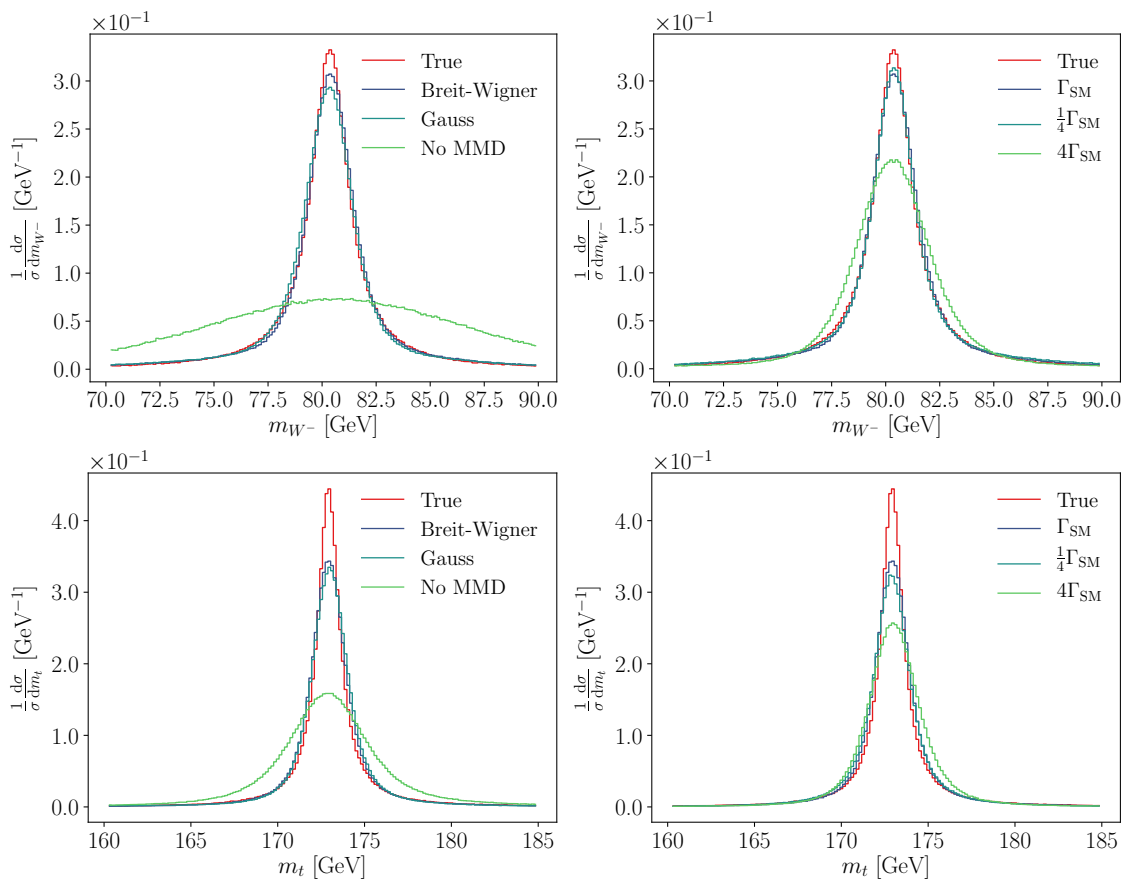 ×10⁻¹
3.0
2.5
2.0
1.5
1.0
0.5
0.0
1/σ dσ/dm_{W⁻} [GeV⁻¹]
True
Breit-Wigner
Gauss
No MMD
70.0 72.5 75.0 77.5 80.0 82.5 85.0 87.5 90.0
m_{W⁻} [GeV]
×10⁻¹
3.0
2.5
2.0
1.5
1.0
0.5
0.0
1/σ dσ/dm_{W⁻} [GeV⁻¹]
True
Γ_SM
¼Γ_SM
4Γ_SM
70.0 72.5 75.0 77.5 80.0 82.5 85.0 87.5 90.0
m_{W⁻} [GeV]
×10⁻¹
4.0
3.0
2.0
1.0
0.0
1/σ dσ/dm_t [GeV⁻¹]
True
Breit-Wigner
Gauss
No MMD
160 165 170 175 180 185
m_t [GeV]
×10⁻¹
4.0
3.0
2.0
1.0
0.0
1/σ dσ/dm_t [GeV⁻¹]
True
Γ_SM
¼Γ_SM
4Γ_SM
160 165 170 175 180 185
m_t [GeV]